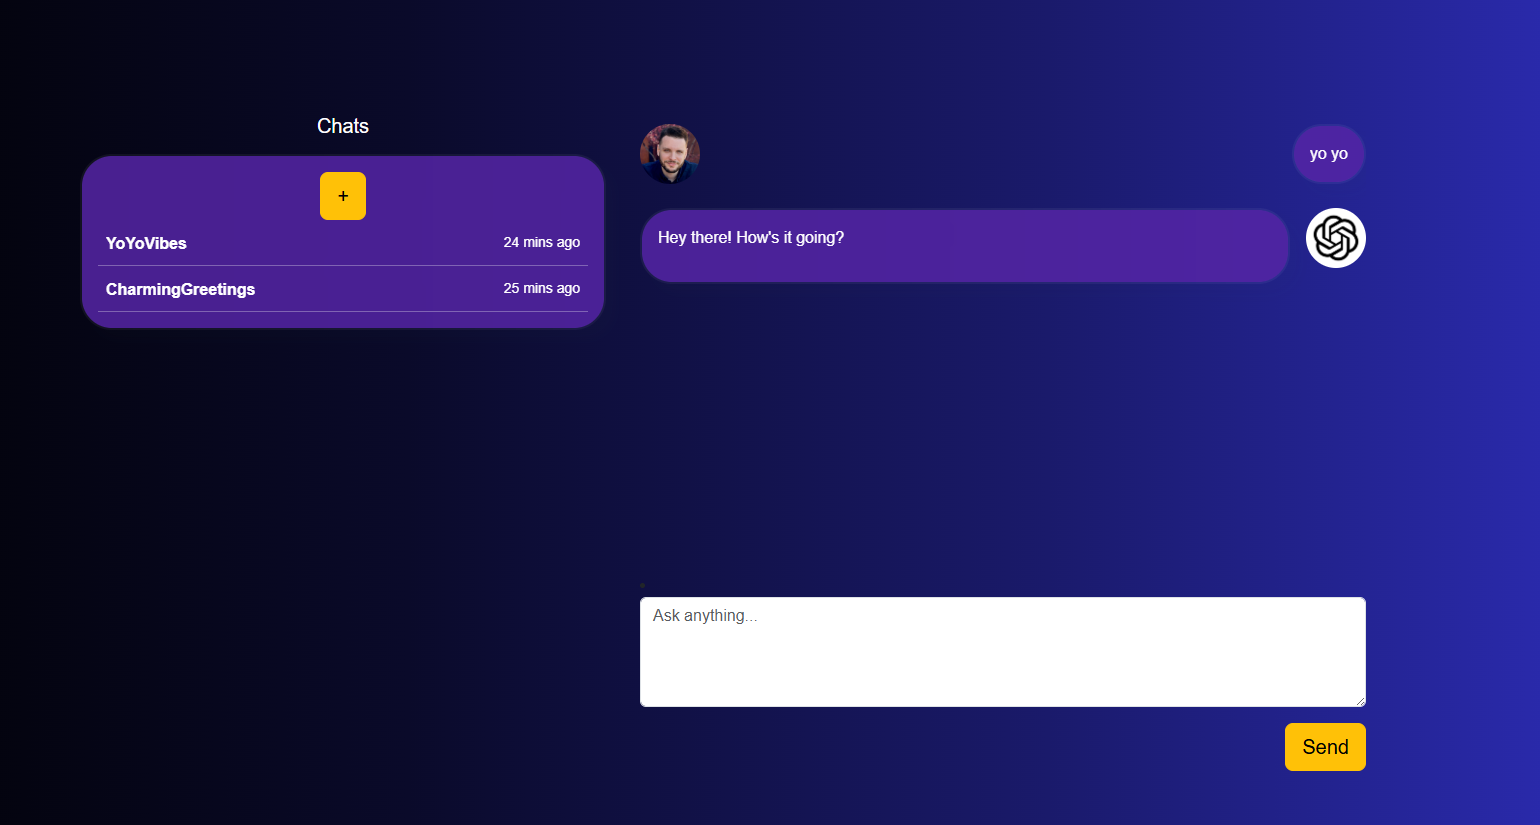 Chats
+
YoYoVibes 24 mins ago
CharmingGreetings 25 mins ago
yo yo
Hey there! How's it going?
Ask anything...
Send